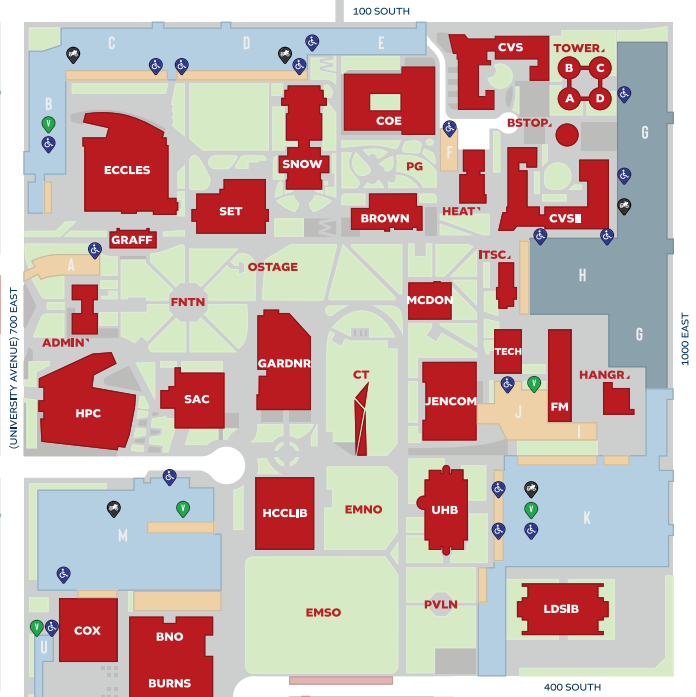 100 SOUTH
C
D
E
CVS
TOWER
B
C
A
D
B
V
G
COE
BSTOP
F
ECCLES
SNOW
PG
SET
BROWN
HEAT
CVSII
GRAFF
A
OSTAGE
ITSC
H
FNTN
MCDON
ADMIN
(UNIVERSITY AVENUE) 700 EAST
1000 EAST
G
GARDNR
TECH
CT
HANGR
V
HPC
SAC
JENCOM
FM
J
I
HCCLIB
EMNO
UHB
V
V
K
M
EMSO
PVLN
LDSIB
V
U
COX
BNO
BURNS
400 SOUTH